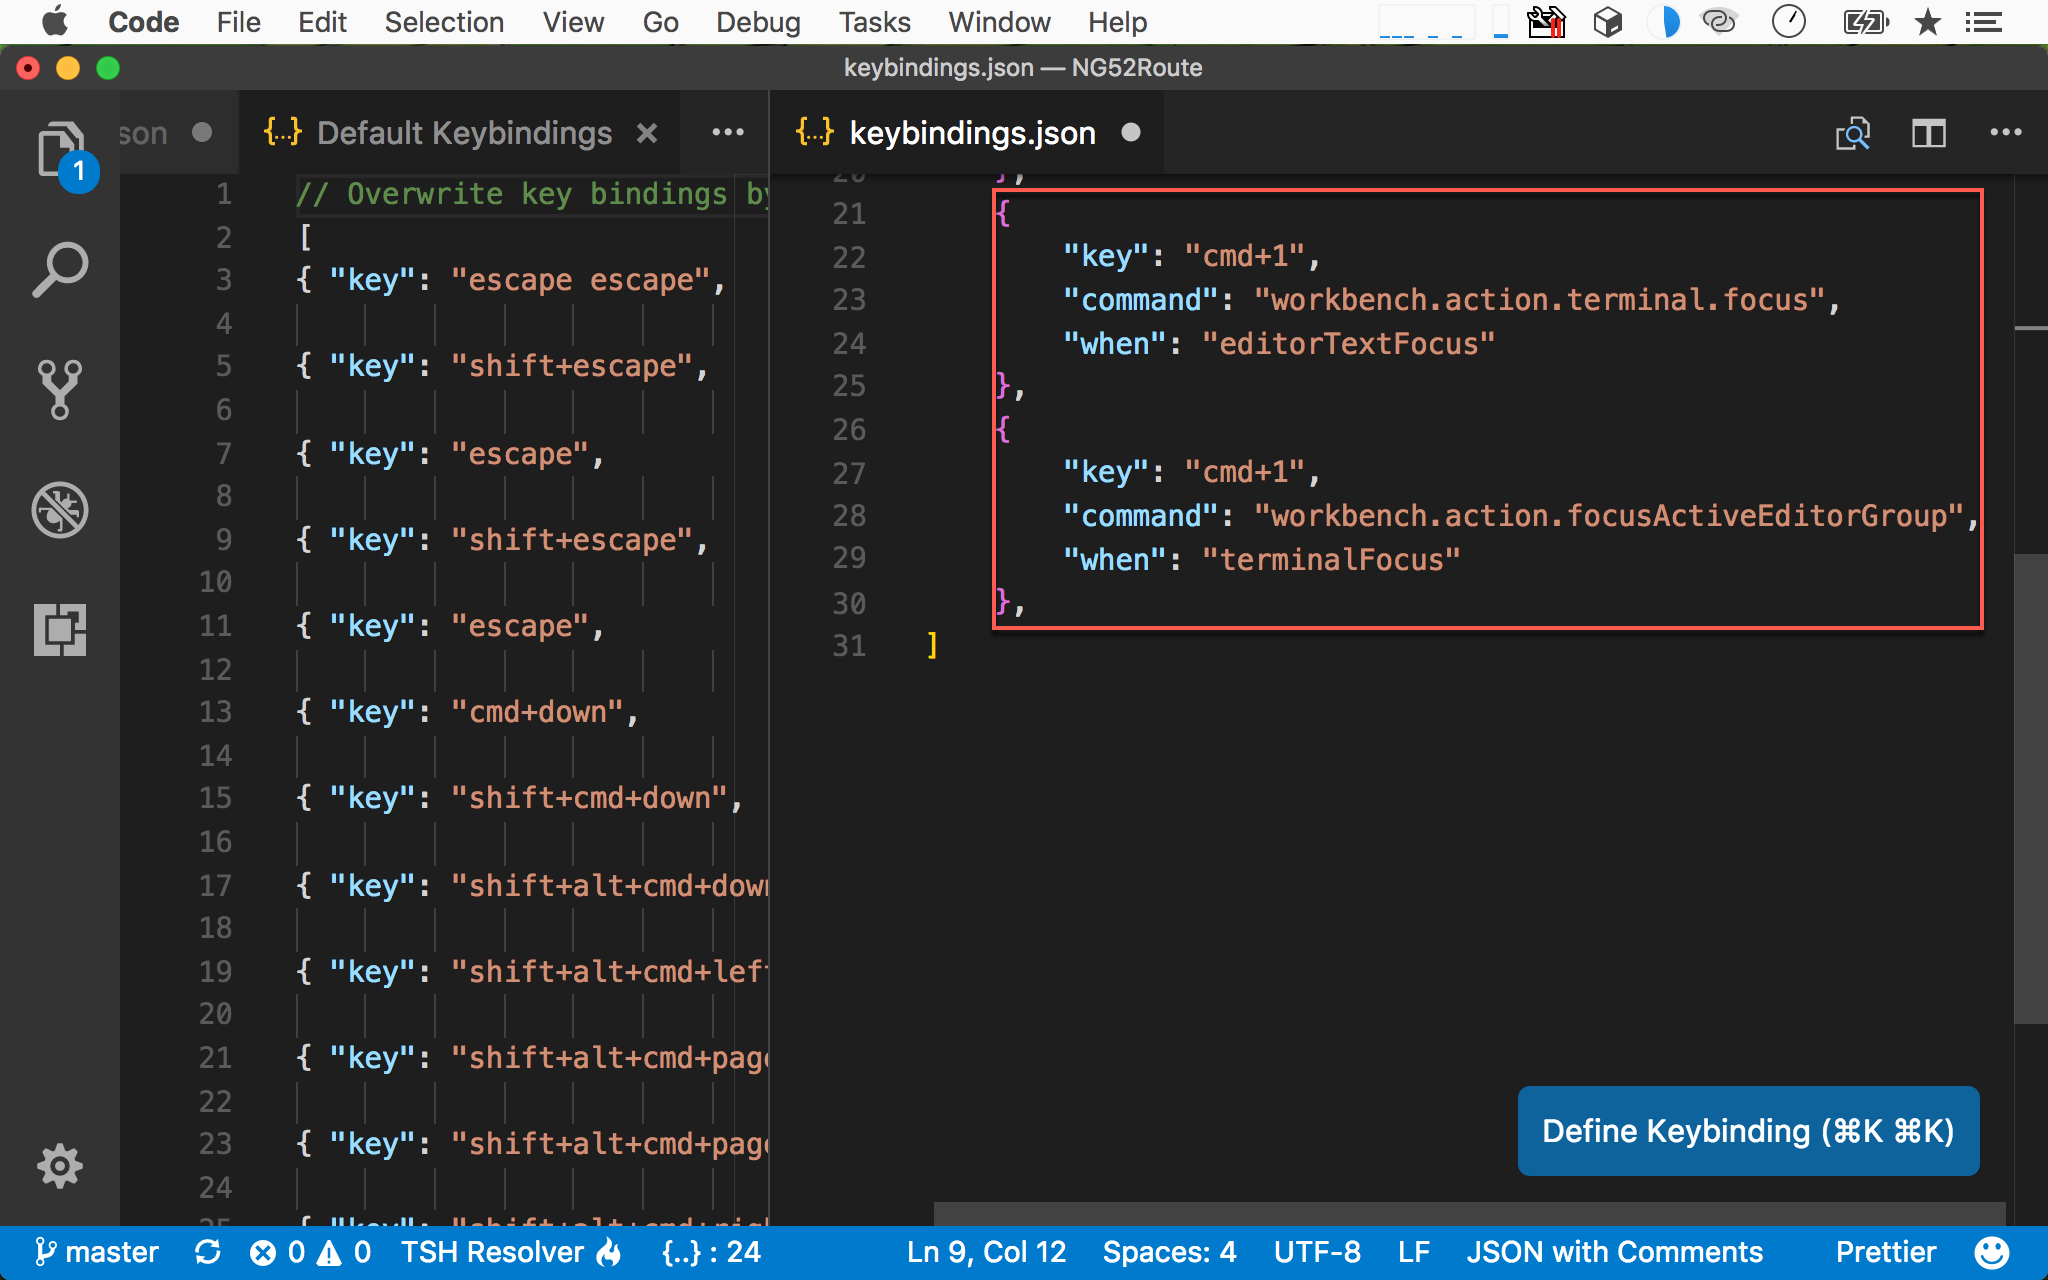 Code File Edit Selection View Go Debug Tasks Window Help
keybindings.json — NG52Route
1
son
{..} Default Keybindings
{..} keybindings.json
1 // Overwrite key bindings by
2 [
3 { "key": "escape escape",
4
5 { "key": "shift+escape",
6
7 { "key": "escape",
8
9 { "key": "shift+escape",
10
11 { "key": "escape",
12
13 { "key": "cmd+down",
14
15 { "key": "shift+cmd+down",
16
17 { "key": "shift+alt+cmd+down
18
19 { "key": "shift+alt+cmd+left
20
21 { "key": "shift+alt+cmd+page
22
23 { "key": "shift+alt+cmd+page
24
20 },
21 {
22 "key": "cmd+1",
23 "command": "workbench.action.terminal.focus",
24 "when": "editorTextFocus"
25 },
26 {
27 "key": "cmd+1",
28 "command": "workbench.action.focusActiveEditorGroup",
29 "when": "terminalFocus"
30 },
31 ]
Define Keybinding (⌘K ⌘K)
master 0 0 TSH Resolver {..} : 24 Ln 9, Col 12 Spaces: 4 UTF-8 LF JSON with Comments Prettier